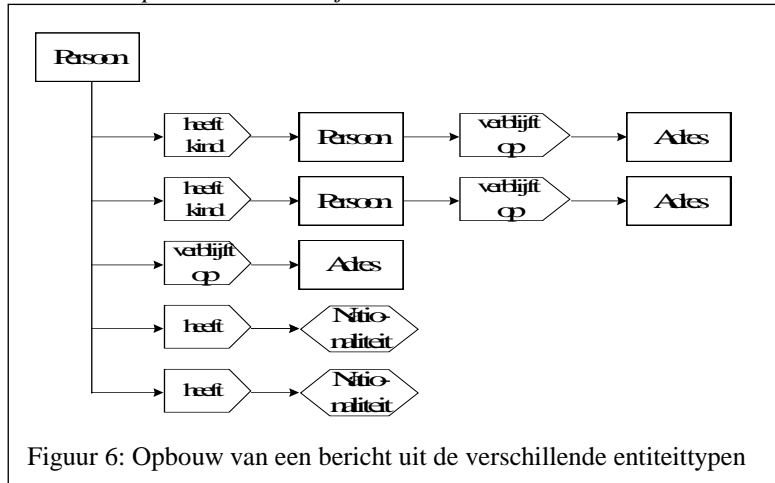 Persoon
heeft
kind
Persoon
verblijft
op
Adres
heeft
kind
Persoon
verblijft
op
Adres
verblijft
op
Adres
heeft
Natio-
naliteit
heeft
Natio-
naliteit
Figuur 6: Opbouw van een bericht uit de verschillende entiteittypen